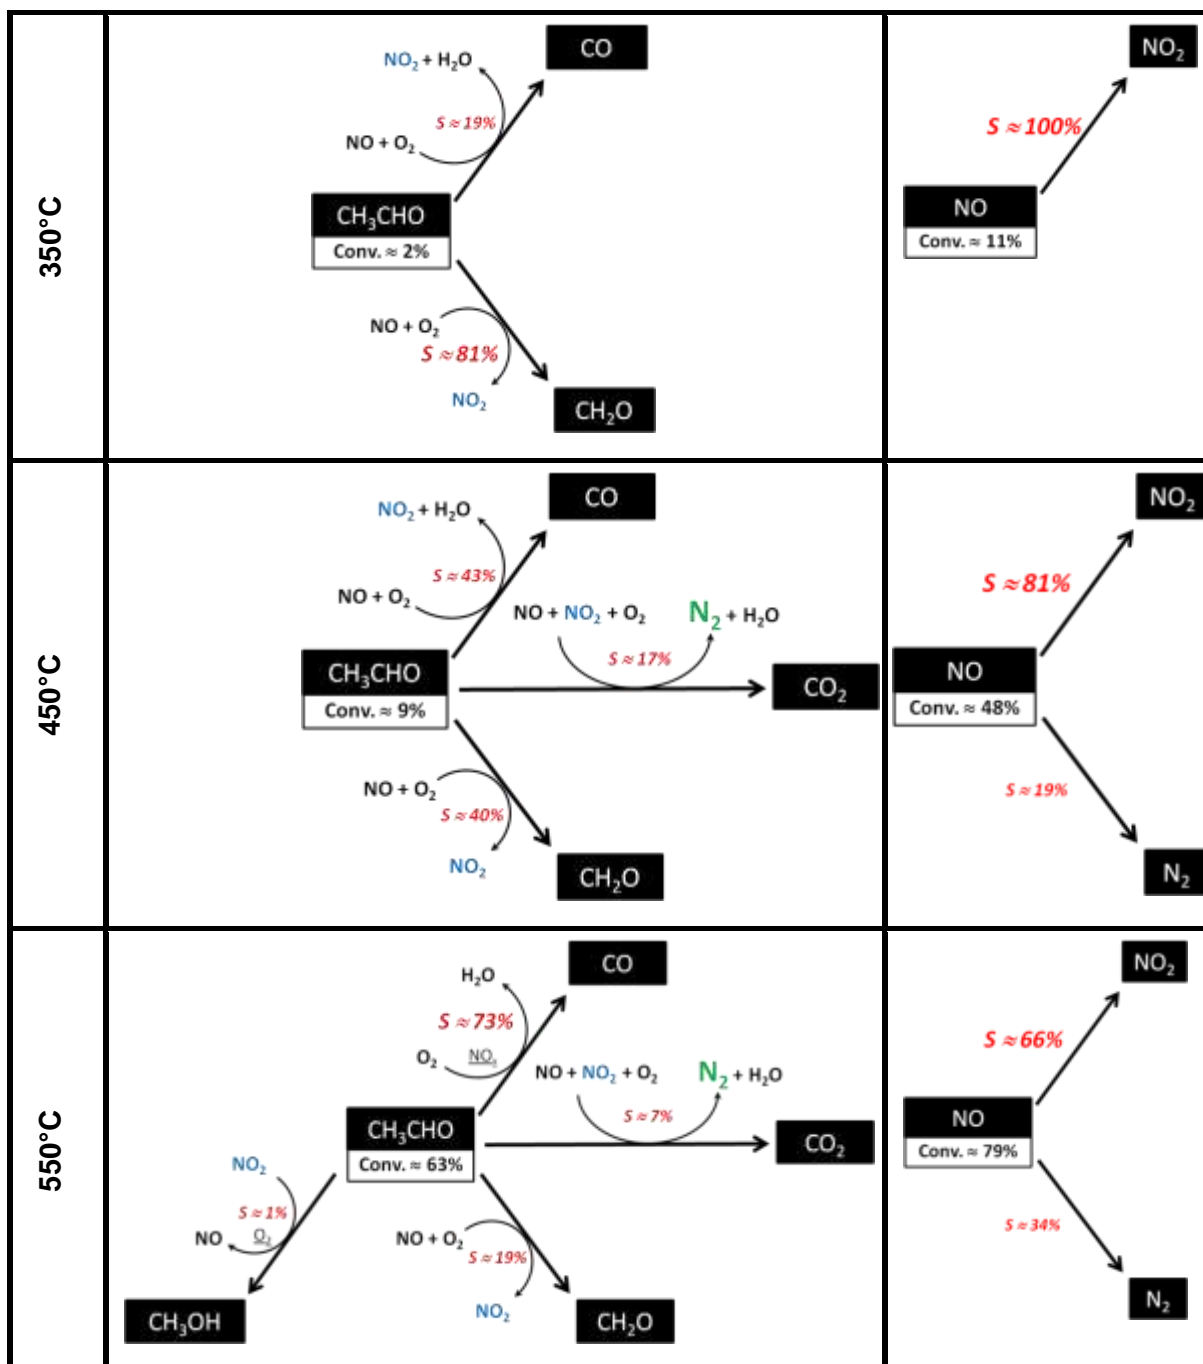 350°C
CO
NO₂ + H₂O
S ≈ 19%
NO + O₂
CH₃CHO
Conv. ≈ 2%
NO + O₂
S ≈ 81%
NO₂
CH₂O
NO₂
S ≈ 100%
NO
Conv. ≈ 11%
450°C
CO
NO₂ + H₂O
S ≈ 43%
NO + O₂
NO + NO₂ + O₂
N₂ + H₂O
S ≈ 17%
CH₃CHO
Conv. ≈ 9%
CO₂
NO + O₂
S ≈ 40%
NO₂
CH₂O
NO₂
S ≈ 81%
NO
Conv. ≈ 48%
S ≈ 19%
N₂
550°C
CO
H₂O
S ≈ 73%
O₂
NOₓ
NO + NO₂ + O₂
N₂ + H₂O
S ≈ 7%
CH₃CHO
Conv. ≈ 63%
CO₂
NO₂
S ≈ 1%
NO
O₂
NO + O₂
S ≈ 19%
NO₂
CH₃OH
CH₂O
NO₂
S ≈ 66%
NO
Conv. ≈ 79%
S ≈ 34%
N₂